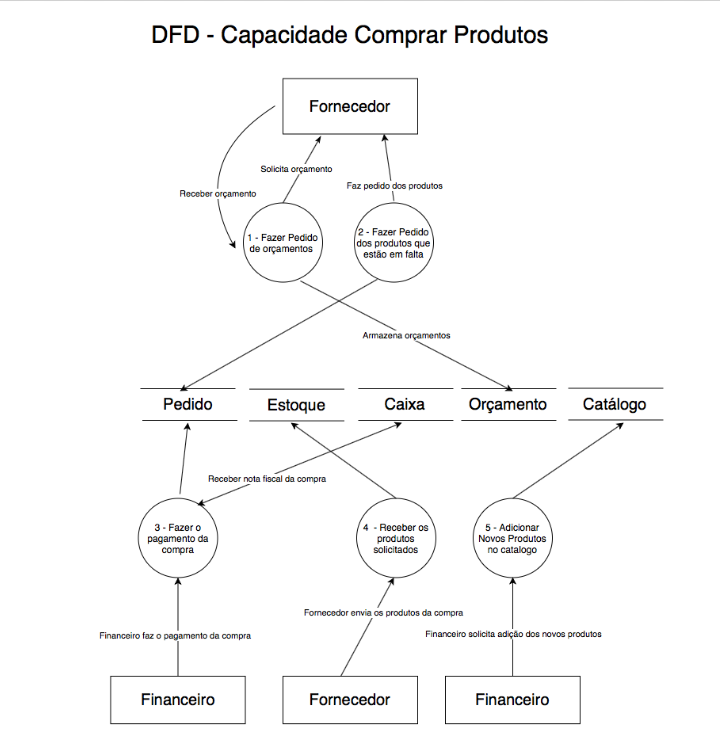 DFD - Capacidade Comprar Produtos
Fornecedor
Solicita orçamento
Faz pedido dos produtos
Receber orçamento
1 - Fazer Pedido
de orçamentos
2 - Fazer Pedido
dos produtos que
estão em falta
Armazena orçamentos
Pedido
Estoque
Caixa
Orçamento
Catálogo
Receber nota fiscal da compra
3 - Fazer o
pagamento da
compra
4 - Receber os
produtos
solicitados
5 - Adicionar
Novos Produtos
no catalogo
Fornecedor envia os produtos da compra
Financeiro faz o pagamento da compra
Financeiro solicita adição dos novos produtos
Financeiro
Fornecedor
Financeiro